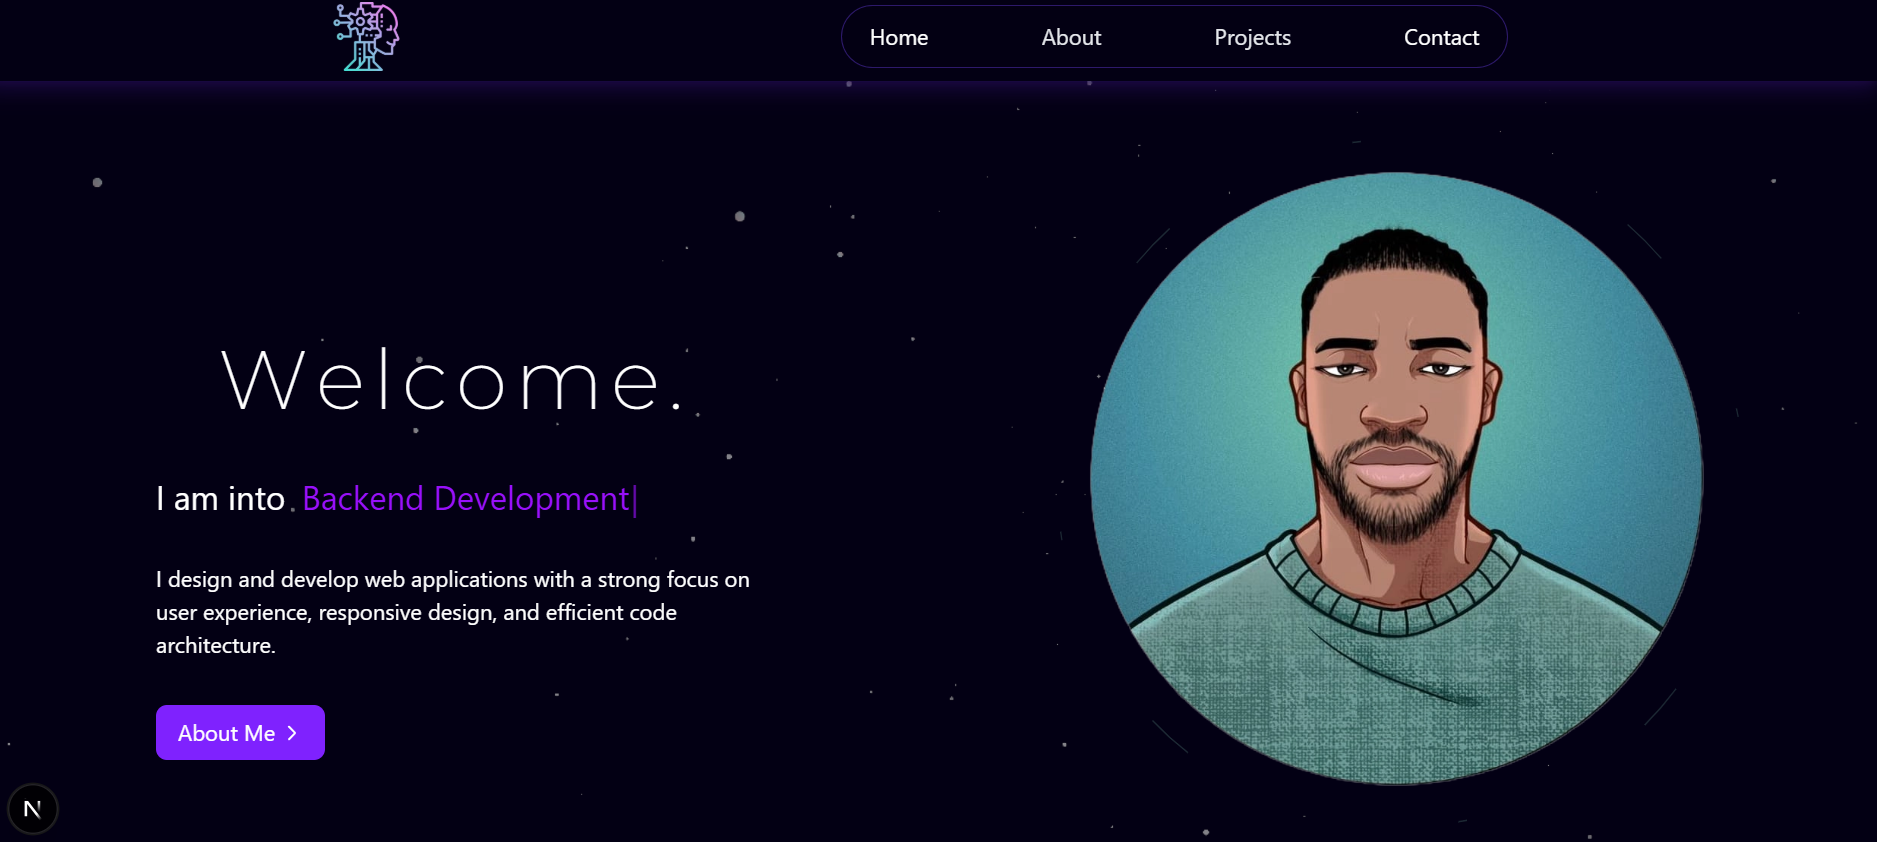 Home About Projects Contact
Welcome.
I am into Backend Development|
I design and develop web applications with a strong focus on
user experience, responsive design, and efficient code
architecture.
About Me >
N